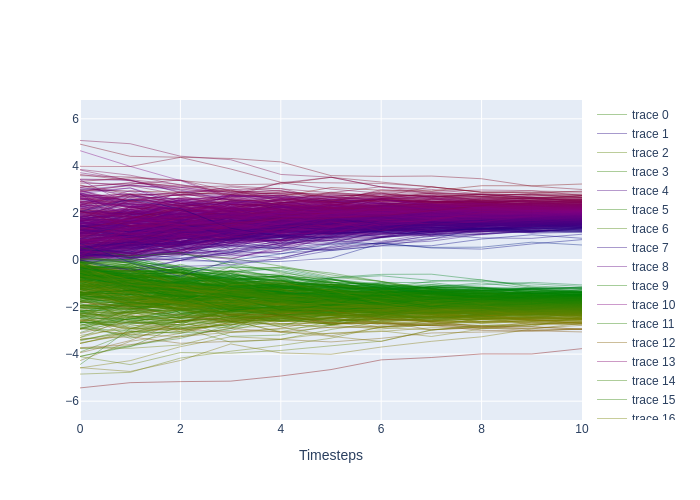 6
4
2
0
−2
−4
−6
0 2 4 6 8 10
Timesteps
trace 0
trace 1
trace 2
trace 3
trace 4
trace 5
trace 6
trace 7
trace 8
trace 9
trace 10
trace 11
trace 12
trace 13
trace 14
trace 15
trace 16